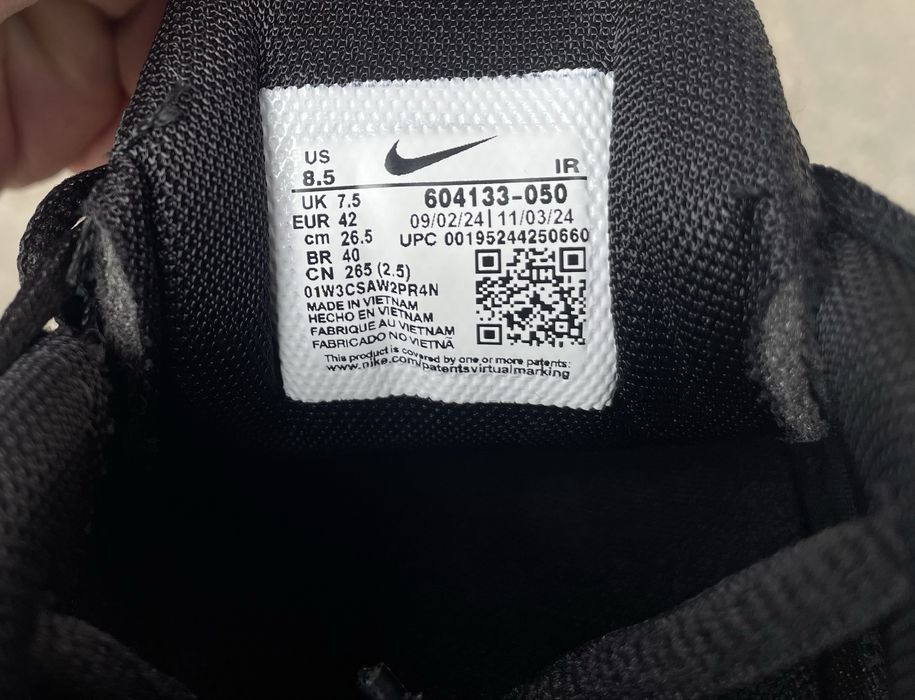 US
8.5
IR
UK 7.5
604133-050
EUR 42
09/02/24 | 11/03/24
cm 26.5
UPC 00195244250660
BR 40
CN 265 (2.5)
01W3CSAW2PR4N
MADE IN VIETNAM
HECHO EN VIETNAM
FABRIQUE AU VIETNAM
FABRICADO NO VIETNÃ
This product is covered by one or more patents:
www.nike.com/patentsvirtualmarking